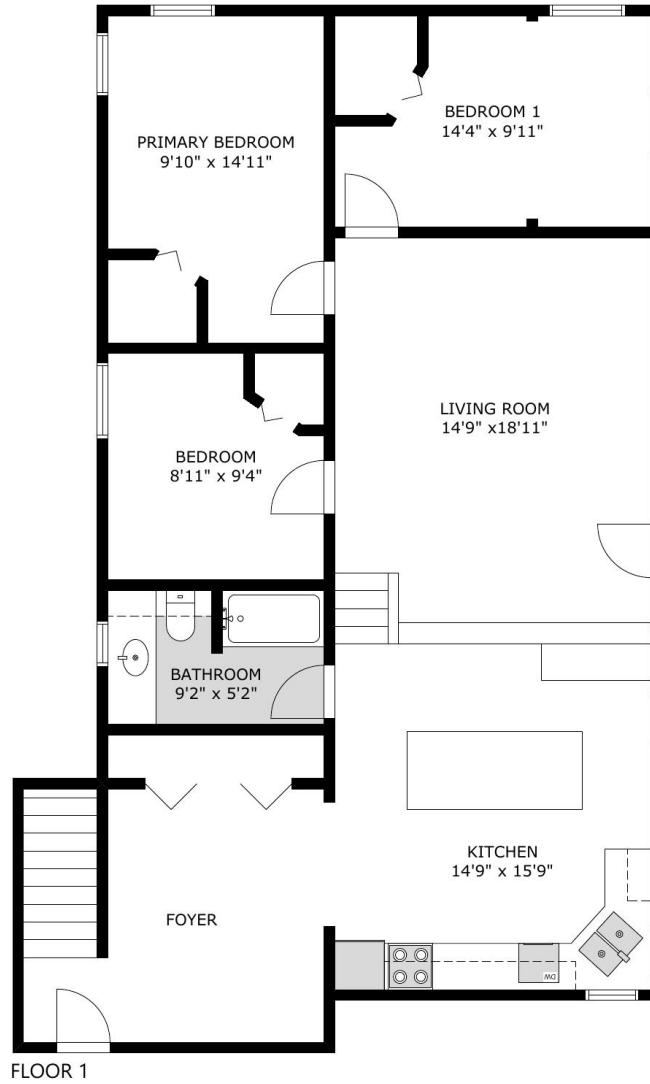 PRIMARY BEDROOM
9'10" x 14'11"
BEDROOM 1
14'4" x 9'11"
LIVING ROOM
14'9" x18'11"
BEDROOM
8'11" x 9'4"
BATHROOM
9'2" x 5'2"
KITCHEN
14'9" x 15'9"
FOYER
DW
FLOOR 1